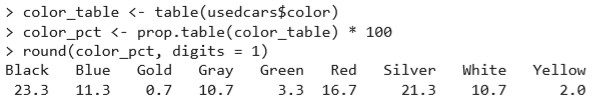 > color_table <- table(usedcars$color)
> color_pct <- prop.table(color_table) * 100
> round(color_pct, digits = 1)
Black Blue Gold Gray Green Red Silver White Yellow
23.3 11.3 0.7 10.7 3.3 16.7 21.3 10.7 2.0